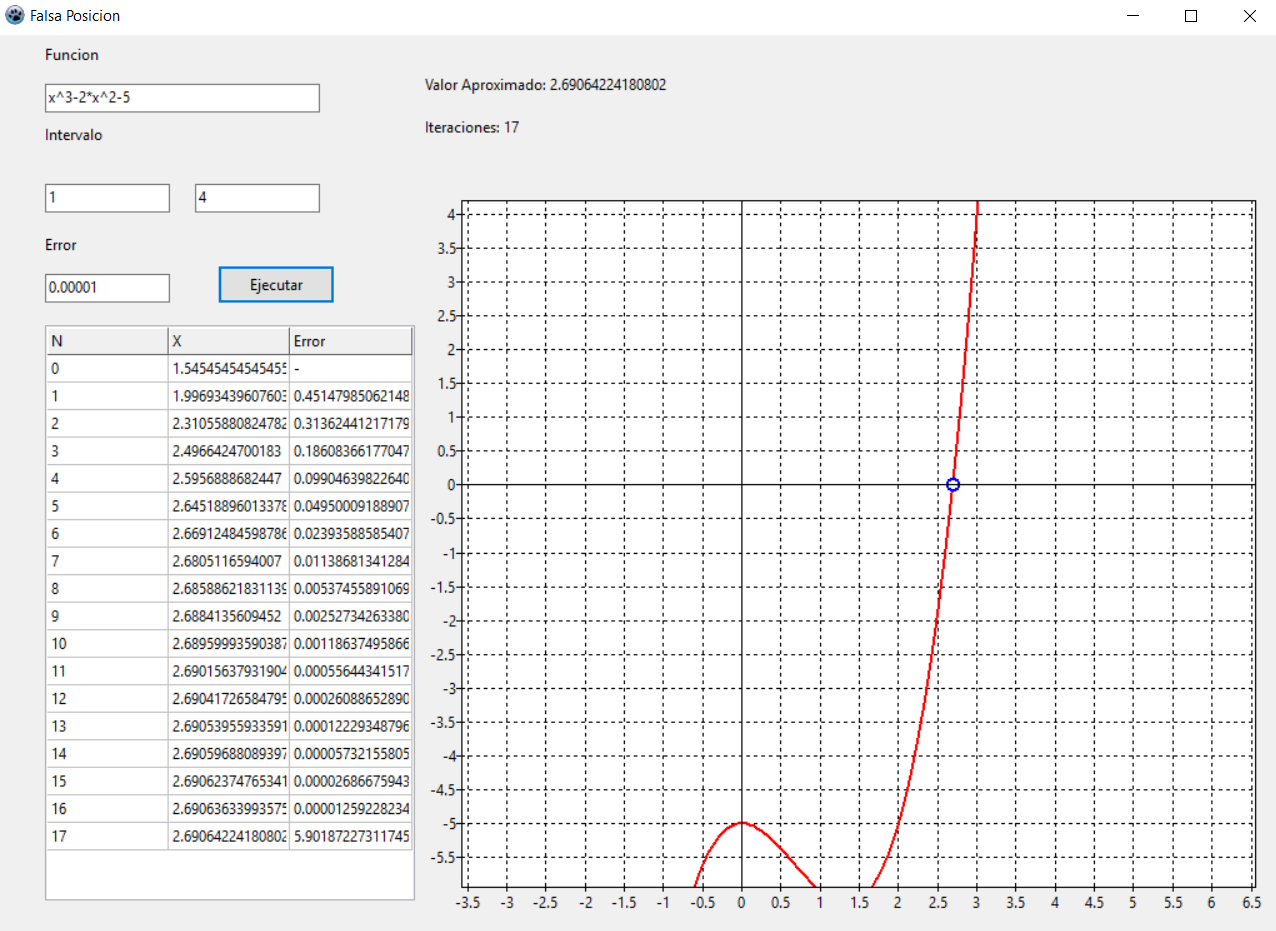 Falsa Posicion
Funcion
x^3-2*x^2-5
Intervalo
1 4
Error
0.00001 Ejecutar
Valor Aproximado: 2.69064224180802
Iteraciones: 17
N X Error
0 1.54545454545455 -
1 1.99693439607603 0.45147985062148
2 2.31055880824782 0.31362441217179
3 2.4966424700183 0.18608366177047
4 2.5956888682447 0.09904639822640
5 2.64518896013378 0.04950009188907
6 2.66912484598786 0.02393588585407
7 2.6805116594007 0.01138681341284
8 2.68588621831139 0.00537455891069
9 2.6884135609452 0.00252734263380
10 2.68959993590387 0.00118637495866
11 2.69015637931904 0.00055644341517
12 2.69041726584795 0.00026088652890
13 2.69053955933591 0.00012229348796
14 2.69059688089397 0.00005732155805
15 2.69062374765341 0.00002686675943
16 2.69063633993575 0.00001259228234
17 2.69064224180802 5.90187227311745
4
3.5
3
2.5
2
1.5
1
0.5
0
-0.5
-1
-1.5
-2
-2.5
-3
-3.5
-4
-4.5
-5
-5.5
-3.5 -3 -2.5 -2 -1.5 -1 -0.5 0 0.5 1 1.5 2 2.5 3 3.5 4 4.5 5 5.5 6 6.5